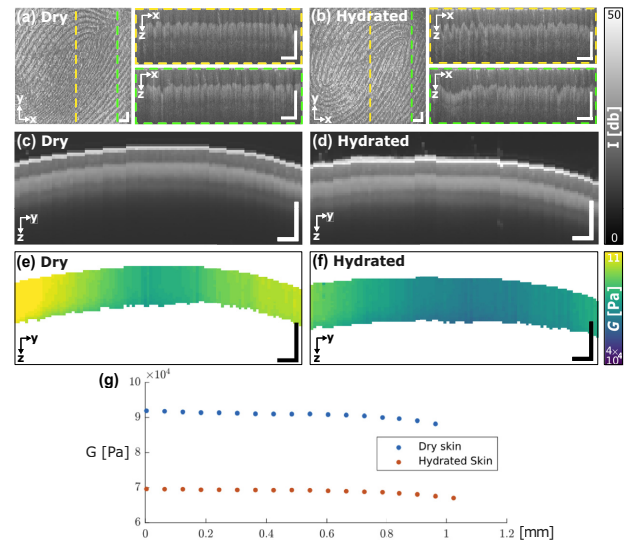 (a) Dry
x
z
x
z
y
x
(b) Hydrated
x
z
x
z
y
x
50
I [db]
0
(c) Dry
y
z
(d) Hydrated
y
z
(e) Dry
y
z
(f) Hydrated
y
z
11
G [Pa]
4×
10⁴
(g)
×10⁴
10
9
8
7
6
G [Pa]
Dry skin
Hydrated Skin
0
0.2
0.4
0.6
0.8
1
1.2
[mm]